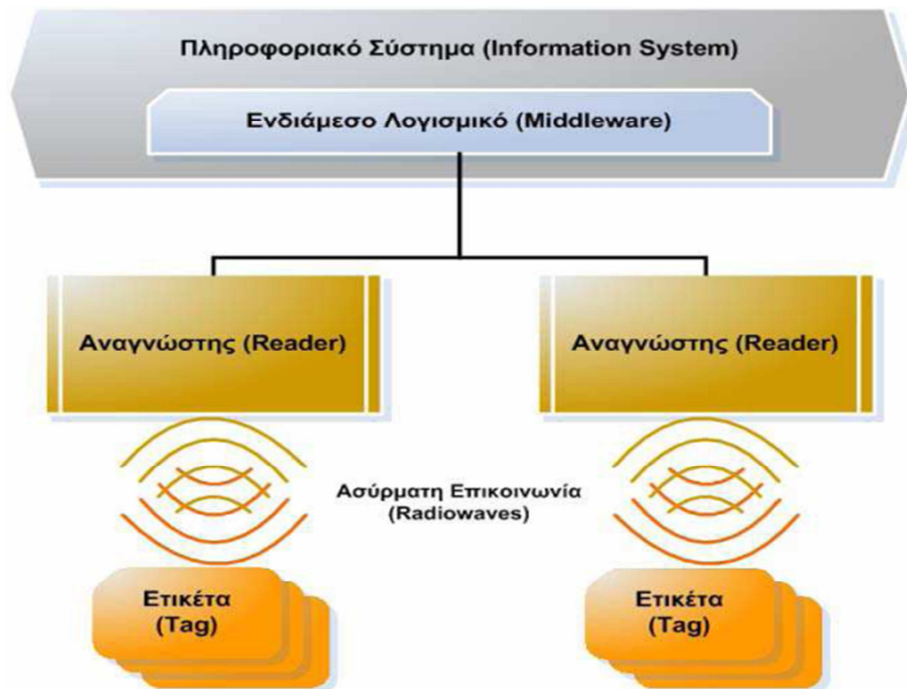 Πληροφοριακό Σύστημα (Information System)
Ενδιάμεσο Λογισμικό (Middleware)
Αναγνώστης (Reader)
Αναγνώστης (Reader)
Ασύρματη Επικοινωνία
(Radiowaves)
Ετικέτα
(Tag)
Ετικέτα
(Tag)